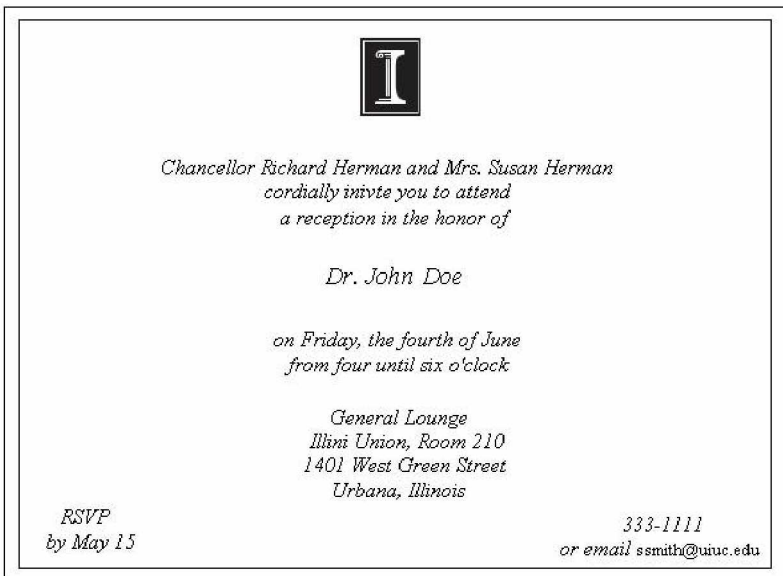 I
Chancellor Richard Herman and Mrs. Susan Herman
cordially inivte you to attend
a reception in the honor of
Dr. John Doe
on Friday, the fourth of June
from four until six o'clock
General Lounge
Illini Union, Room 210
1401 West Green Street
Urbana, Illinois
RSVP
by May 15
333-1111
or email ssmith@uiuc.edu